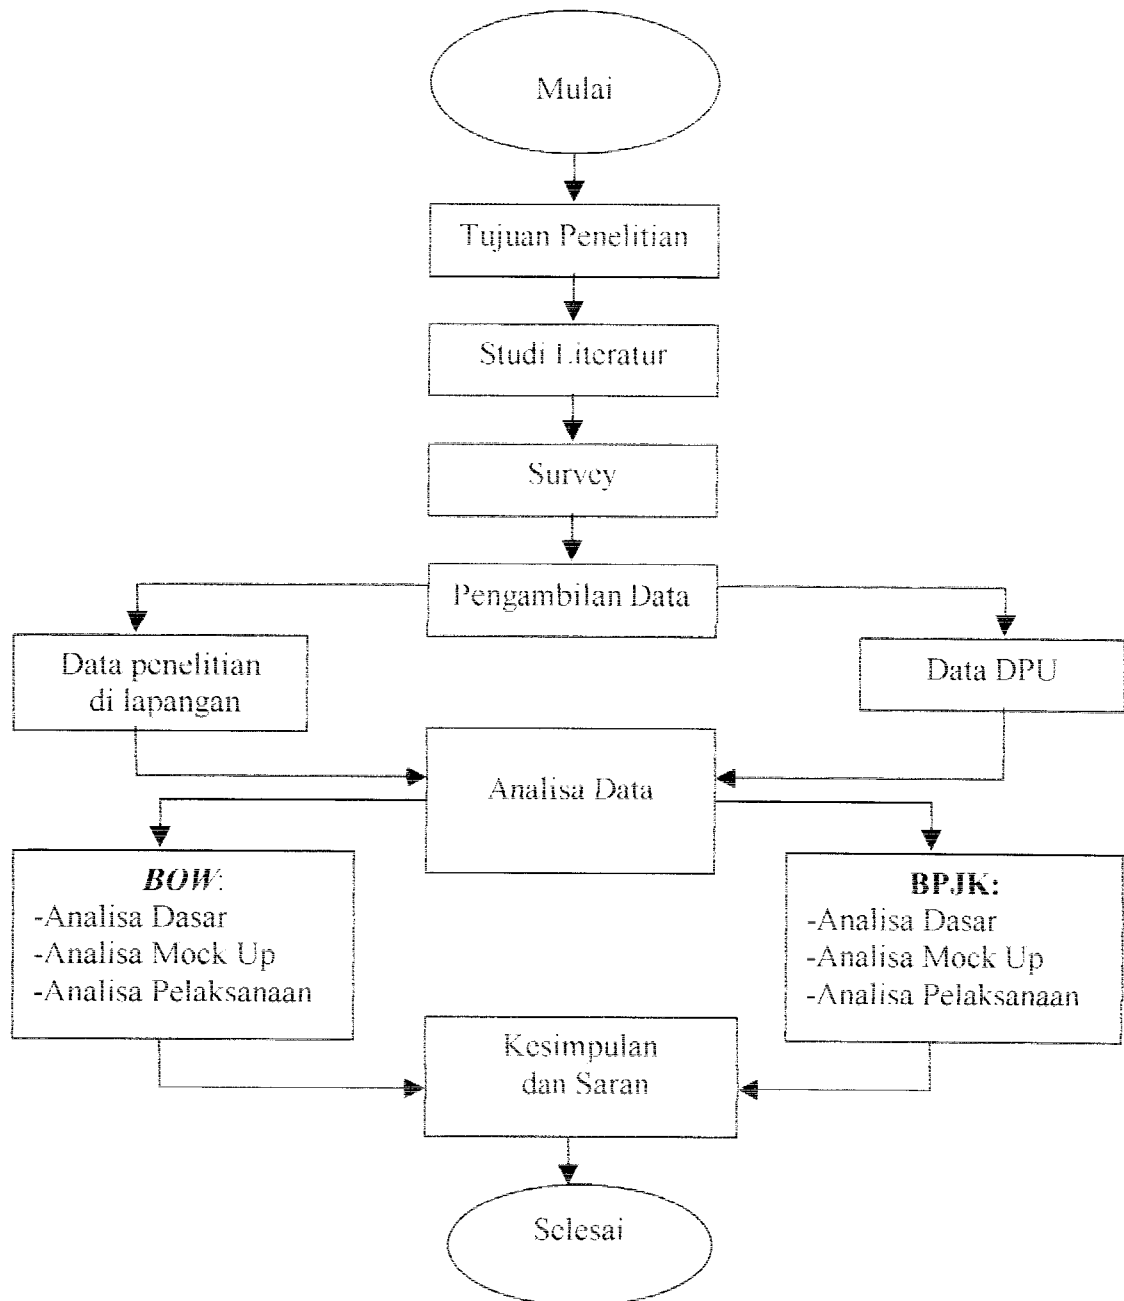 Mulai
Tujuan Penelitian
Studi Literatur
Survey
Pengambilan Data
Data penelitian
di lapangan
Data DPU
Analisa Data
BOW:
-Analisa Dasar
-Analisa Mock Up
-Analisa Pelaksanaan
BPJK:
-Analisa Dasar
-Analisa Mock Up
-Analisa Pelaksanaan
Kesimpulan
dan Saran
Selesai